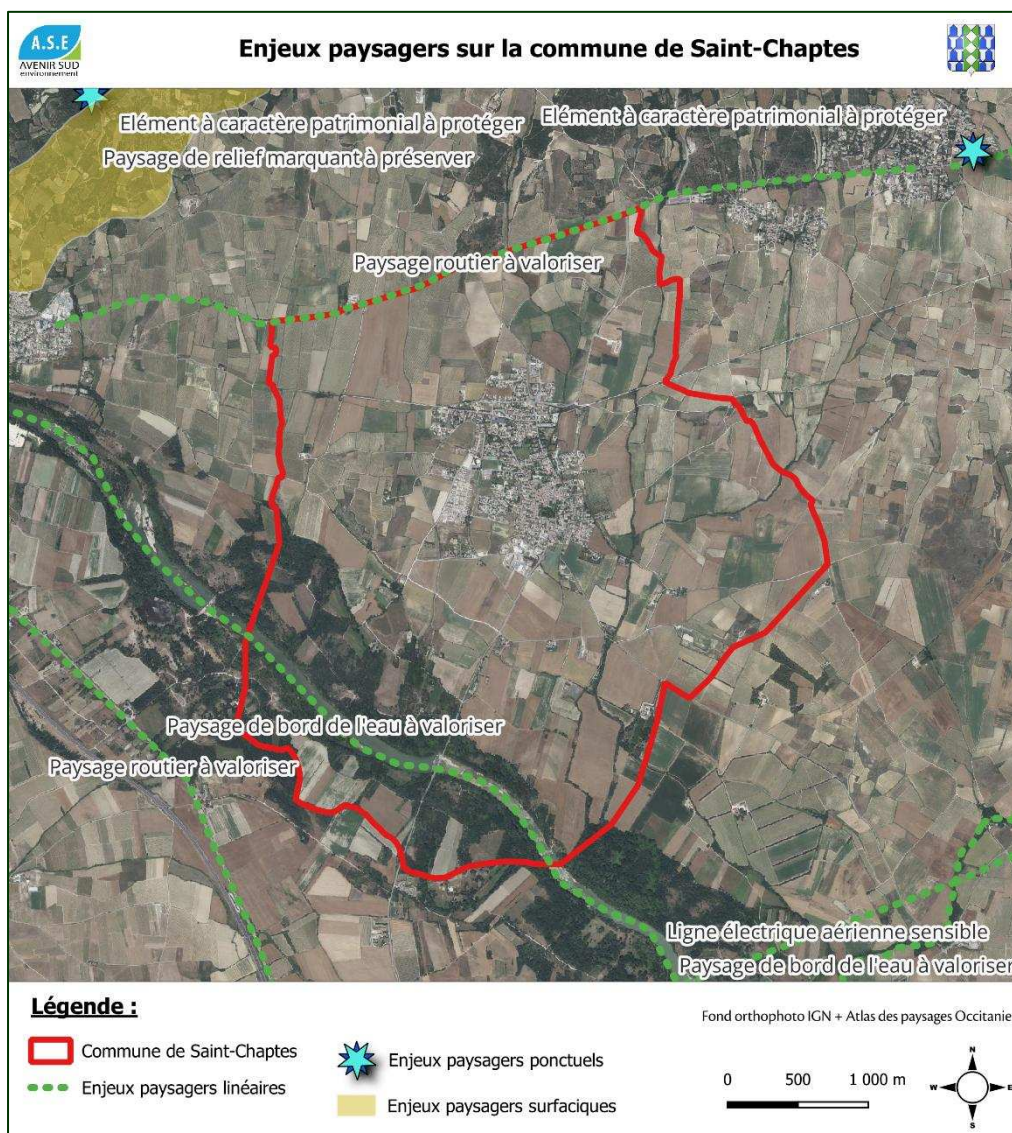 A.S.E
AVENIR SUD
environnement
Enjeux paysagers sur la commune de Saint-Chaptes
Elément à caractère patrimonial à protéger
Elément à caractère patrimonial à protéger
Paysage de relief marquant à préserver
Paysage routier à valoriser
Paysage de bord de l'eau à valoriser
Paysage routier à valoriser
Ligne électrique aérienne sensible
Paysage de bord de l'eau à valoriser
Légende :
Fond orthophoto IGN + Atlas des paysages Occitanie
Commune de Saint-Chaptes
Enjeux paysagers linéaires
Enjeux paysagers ponctuels
Enjeux paysagers surfaciques
0 500 1 000 m
N
W E
S